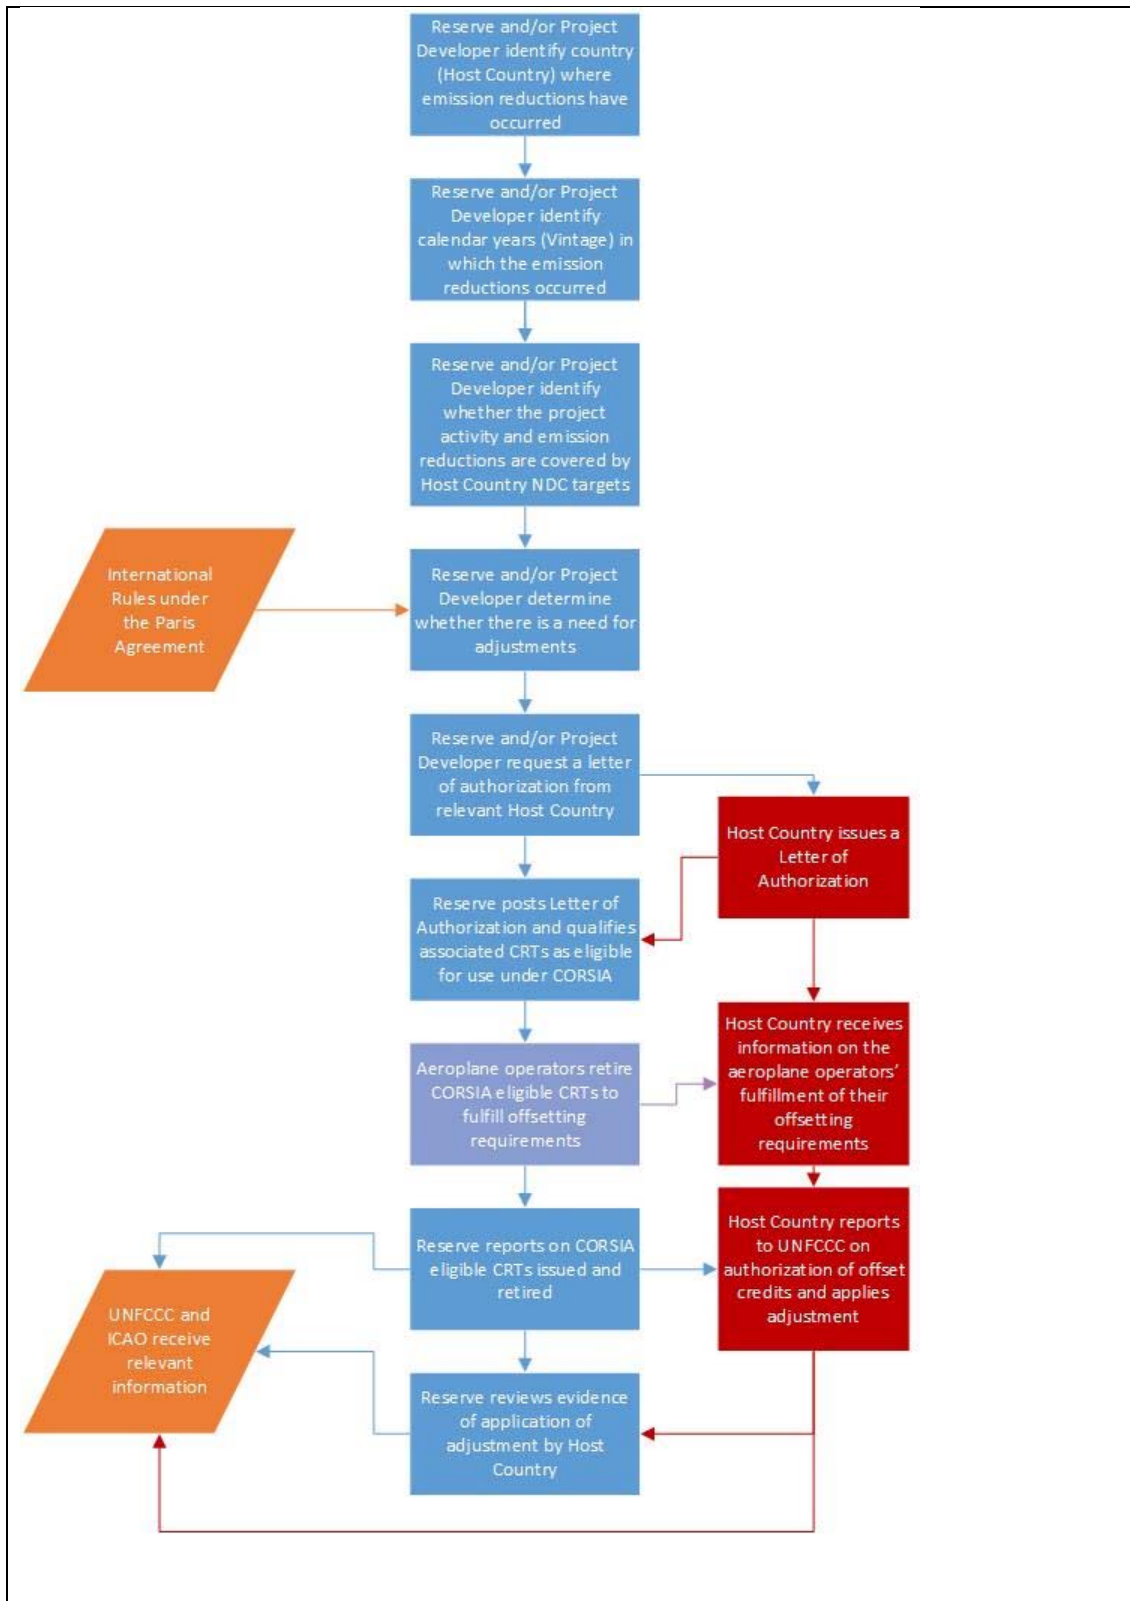 Reserve and/or Project
Developer identify country
(Host Country) where
emission reductions have
occurred
Reserve and/or Project
Developer identify
calendar years (Vintage) in
which the emission
reductions occurred
Reserve and/or Project
Developer identify
whether the project
activity and emission
reductions are covered by
Host Country NDC targets
International
Rules under
the Paris
Agreement
Reserve and/or Project
Developer determine
whether there is a need for
adjustments
Reserve and/or Project
Developer request a letter
of authorization from
relevant Host Country
Host Country issues a
Letter of
Authorization
Reserve posts Letter of
Authorization and qualifies
associated CRTs as eligible
for use under CORSIA
Host Country receives
information on the
aeroplane operators’
fulfillment of their
offsetting
requirements
Aeroplane operators retire
CORSIA eligible CRTs to
fulfill offsetting
requirements
Reserve reports on CORSIA
eligible CRTs issued and
retired
Host Country reports
to UNFCCC on
authorization of offset
credits and applies
adjustment
UNFCCC and
ICAO receive
relevant
information
Reserve reviews evidence
of application of
adjustment by Host
Country